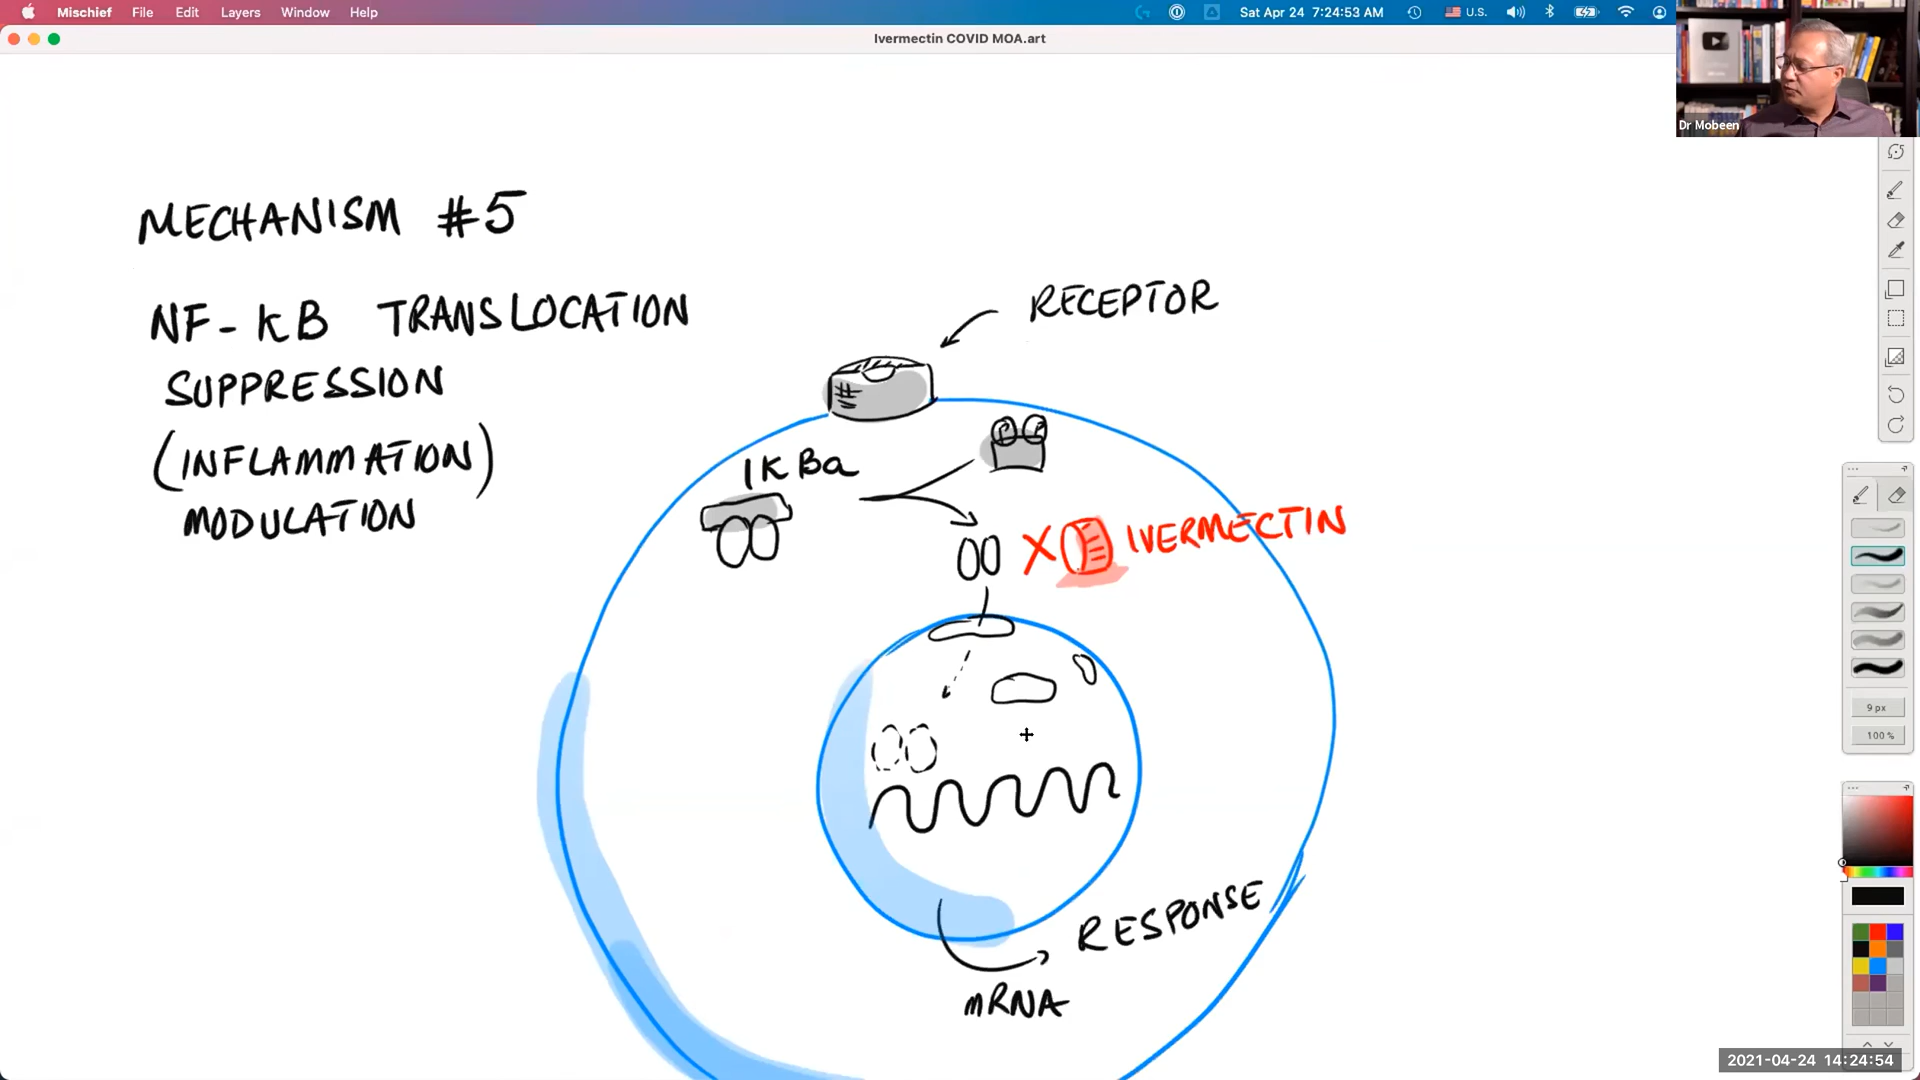 Mischief File Edit Layers Window Help
Sat Apr 24 7:24:53 AM U.S.
Ivermectin COVID MOA.art
Dr Mobeen
MECHANISM #5
NF-KB TRANSLOCATION
SUPPRESSION
(INFLAMMATION)
MODULATION
RECEPTOR
IKBa
X IVERMECTIN
RESPONSE
mRNA
9 px
100 %
2021-04-24 14:24:54